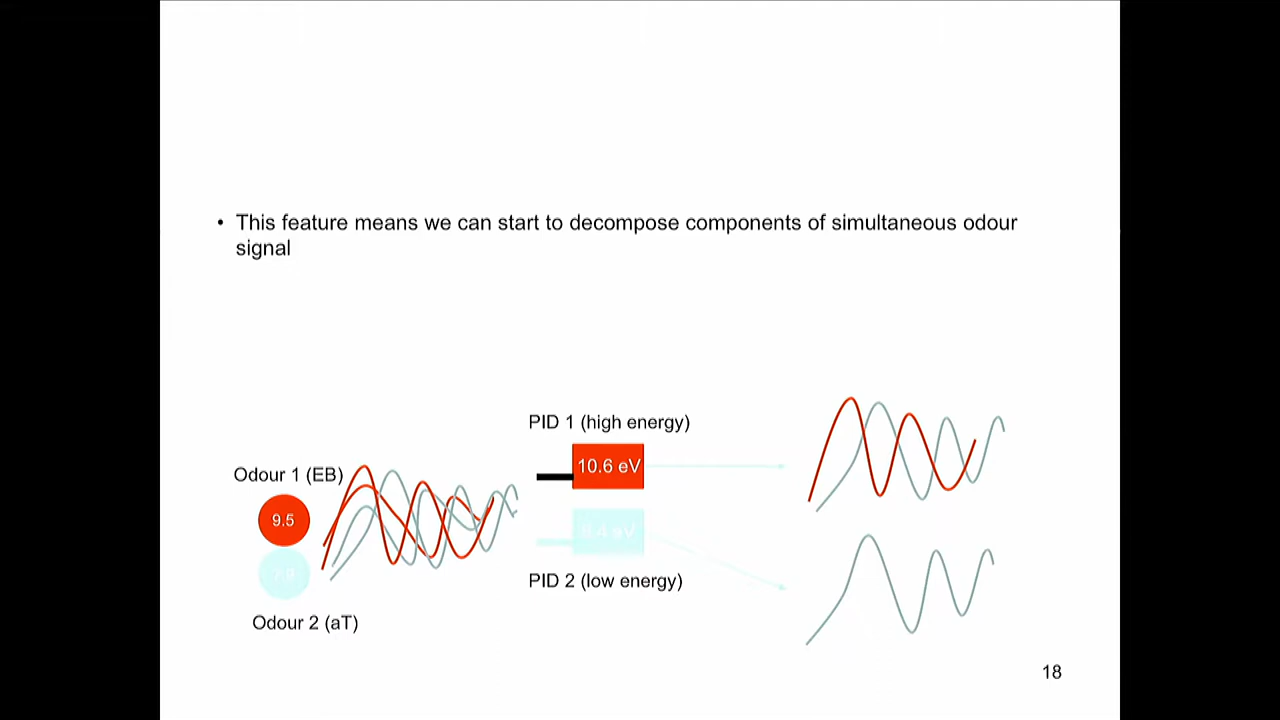 • This feature means we can start to decompose components of simultaneous odour
signal
PID 1 (high energy)
10.6 eV
Odour 1 (EB)
9.5
PID 2 (low energy)
Odour 2 (aT)
18